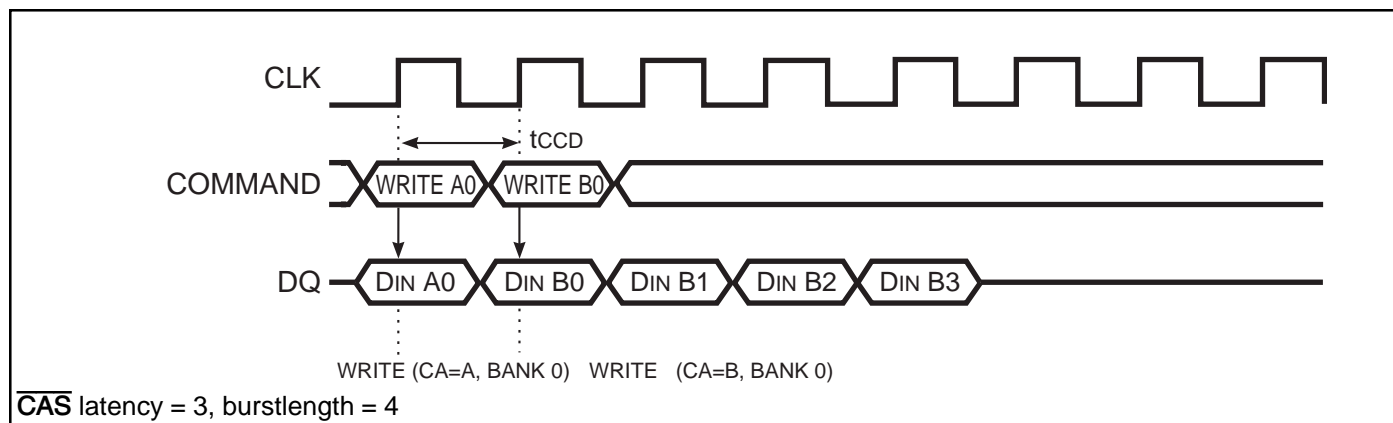 CLK
tCCD
COMMAND WRITE A0 WRITE B0
DQ DIN A0 DIN B0 DIN B1 DIN B2 DIN B3
WRITE (CA=A, BANK 0) WRITE (CA=B, BANK 0)
CAS latency = 3, burstlength = 4